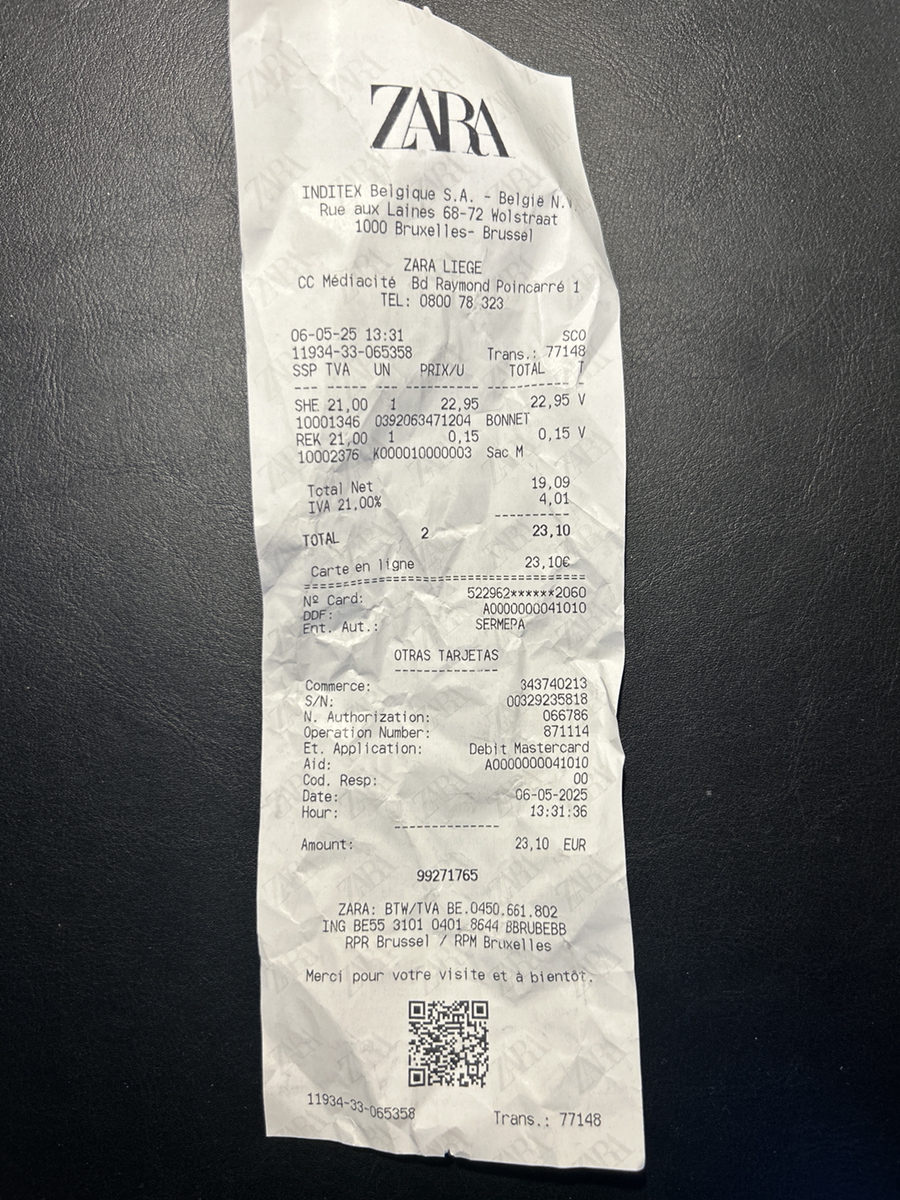 ZARA
INDITEX Belgique S.A. - België N.V.
Rue aux Laines 68-72 Wolstraat
1000 Bruxelles- Brussel
ZARA LIEGE
CC Médiacité Bd Raymond Poincarré 1
TEL: 0800 78 323
06-05-25 13:31 SCO
11934-33-065358 Trans.: 77148
SSP TVA UN PRIX/U TOTAL T
--- ----- --- --------- ---------- -
SHE 21,00 1 22,95 22,95 V
10001346 0392063471204 BONNET
REK 21,00 1 0,15 0,15 V
10002376 K000010000003 Sac M
Total Net 19,09
IVA 21,00% 4,01
----------
TOTAL 2 23,10
Carte en ligne 23,10€
======================================
Nº Card: 522962******2060
DDF: A0000000041010
Ent. Aut.: SERMEPA
OTRAS TARJETAS
--------------
Commerce: 343740213
S/N: 00329235818
N. Authorization: 066786
Operation Number: 871114
Et. Application: Debit Mastercard
Aid: A0000000041010
Cod. Resp: 00
Date: 06-05-2025
Hour: 13:31:36
--------------
Amount: 23,10 EUR
99271765
ZARA: BTW/TVA BE.0450.661.802
ING BE55 3101 0401 8644 BBRUBEBB
RPR Brussel / RPM Bruxelles
Merci pour votre visite et à bientôt.
11934-33-065358 Trans.: 77148